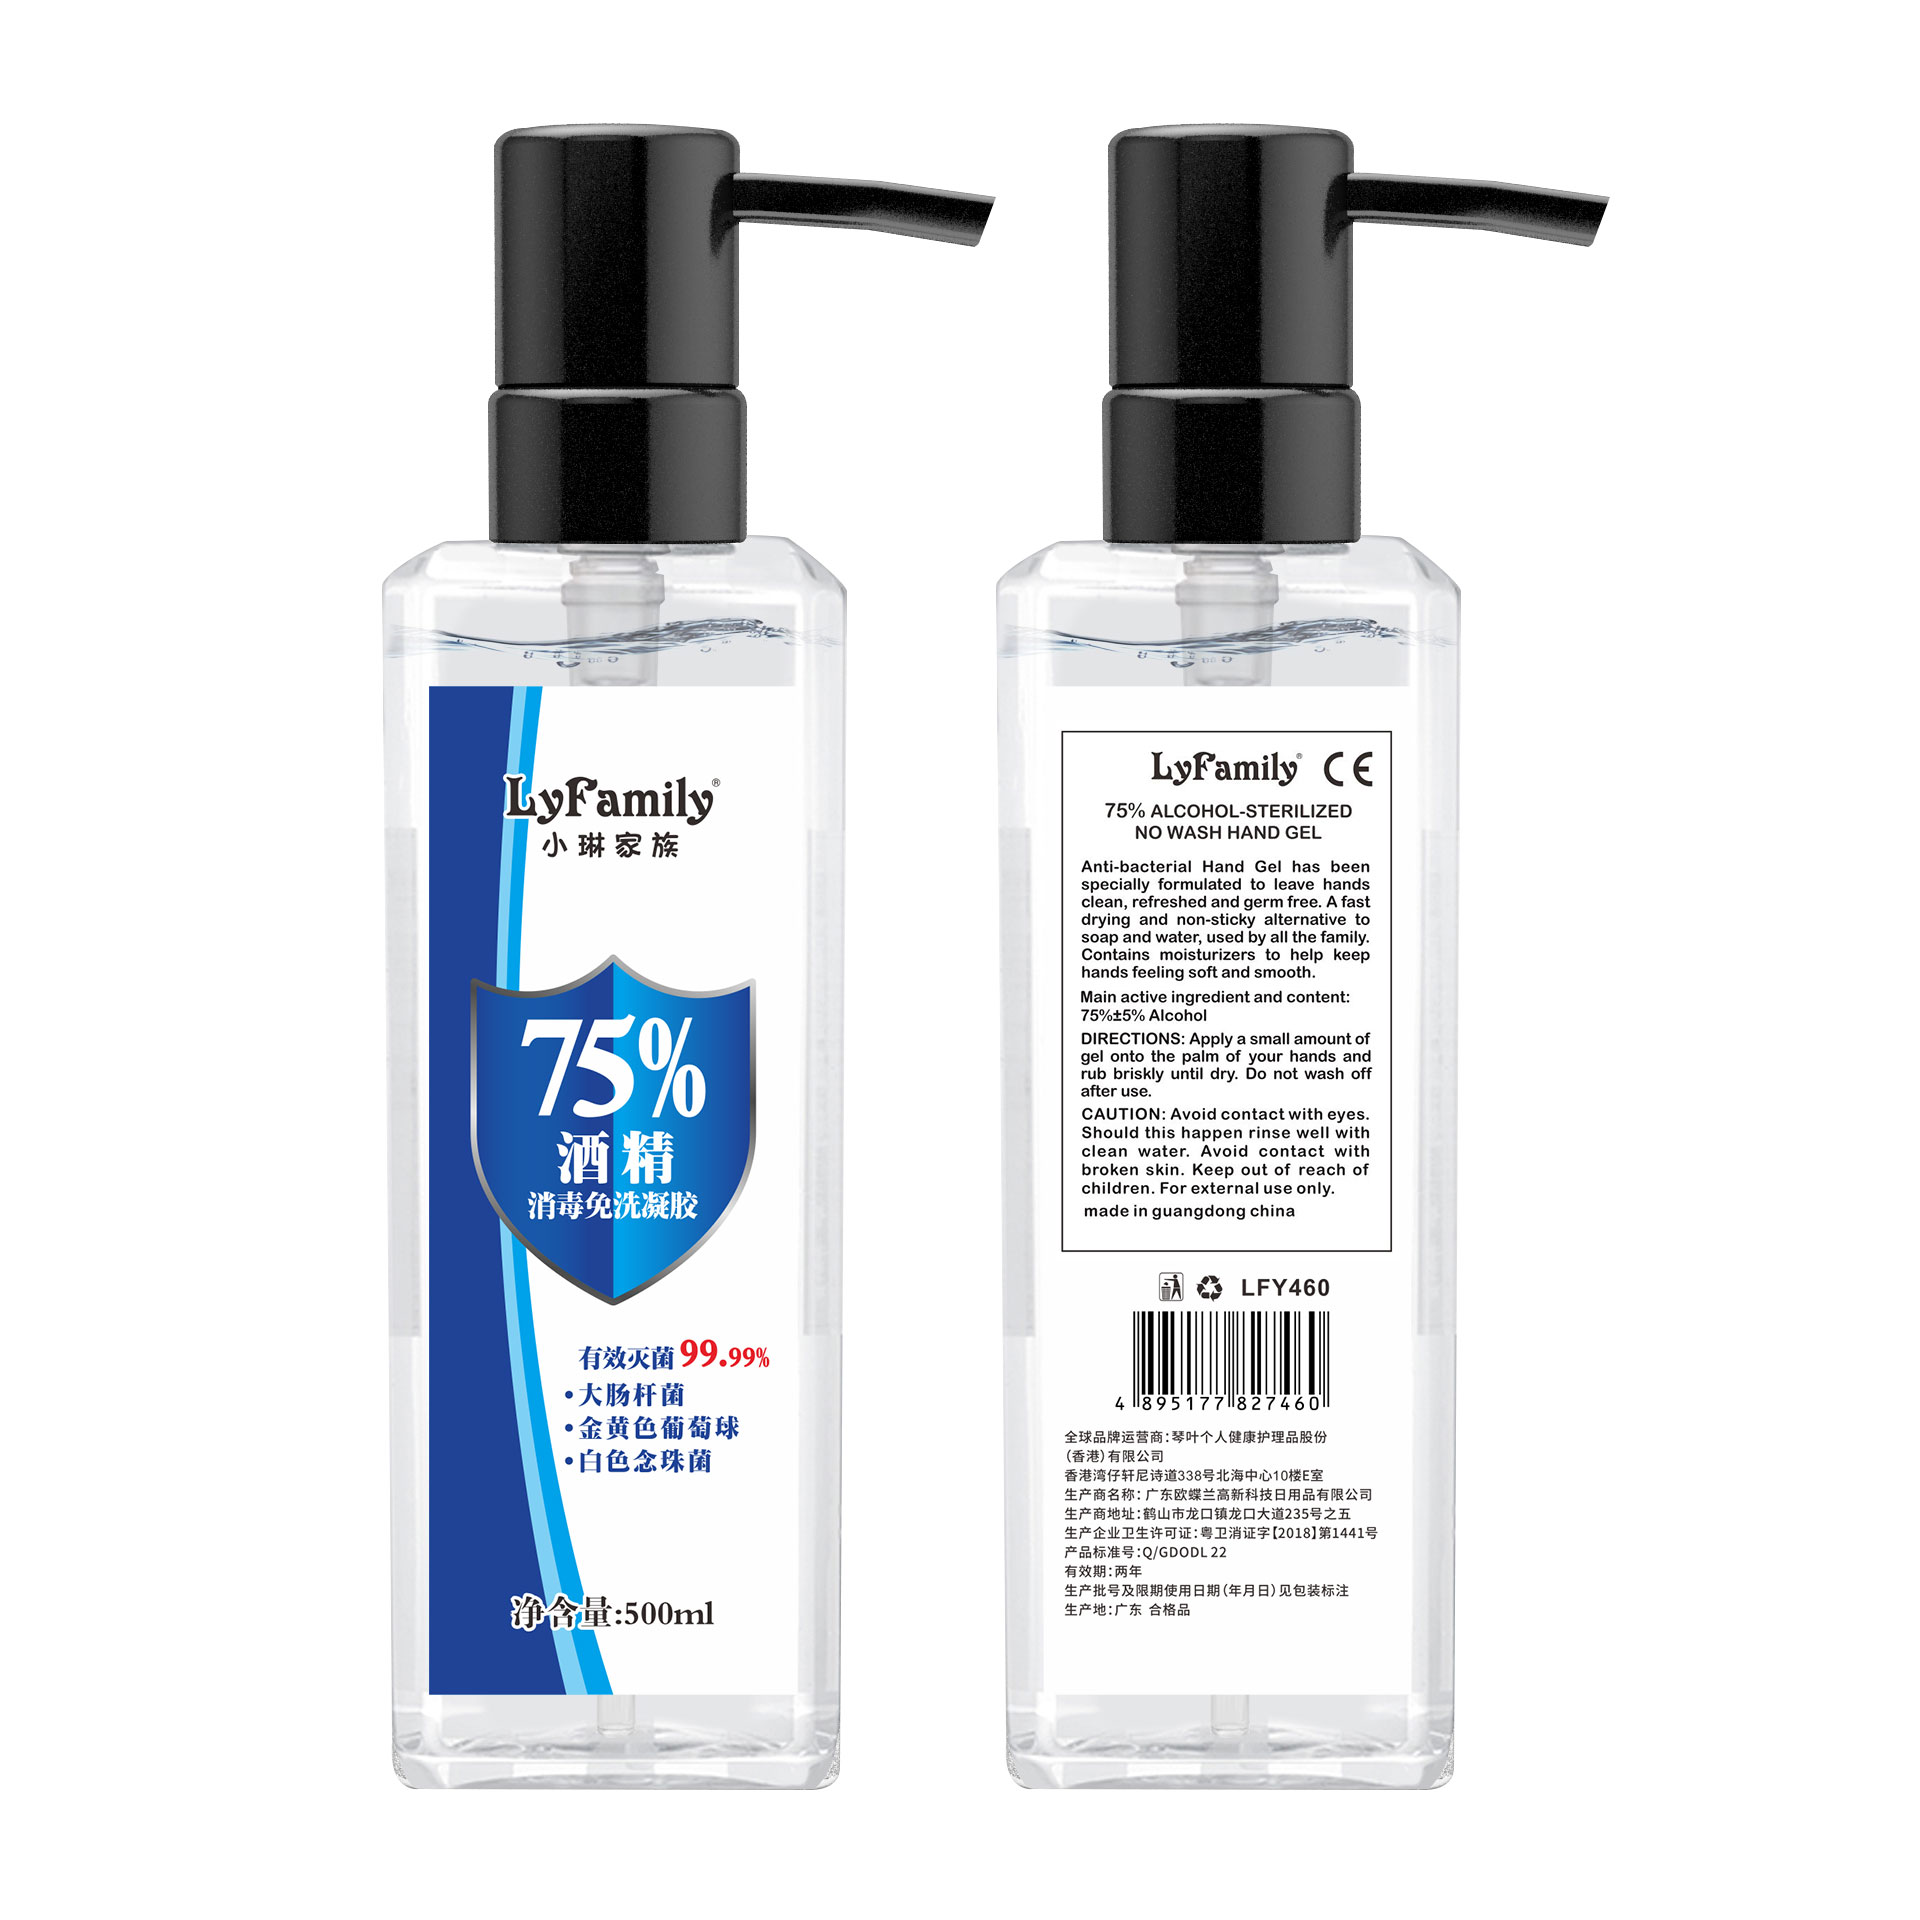 LyFamily®
小琳家族
75%
酒精
消毒免洗凝胶
有效灭菌99.99%
•大肠杆菌
•金黄色葡萄球
•白色念珠菌
净含量:500ml
LyFamily® CE
75% ALCOHOL-STERILIZED
NO WASH HAND GEL
Anti-bacterial Hand Gel has been
specially formulated to leave hands
clean, refreshed and germ free. A fast
drying and non-sticky alternative to
soap and water, used by all the family.
Contains moisturizers to help keep
hands feeling soft and smooth.
Main active ingredient and content:
75%±5% Alcohol
DIRECTIONS: Apply a small amount of
gel onto the palm of your hands and
rub briskly until dry. Do not wash off
after use.
CAUTION: Avoid contact with eyes.
Should this happen rinse well with
clean water. Avoid contact with
broken skin. Keep out of reach of
children. For external use only.
made in guangdong china
LFY460
4 895177 827460
全球品牌运营商:琴叶个人健康护理品股份
(香港)有限公司
香港湾仔轩尼诗道338号北海中心10楼E室
生产商名称: 广东欧蝶兰高新科技日用品有限公司
生产商地址:鹤山市龙口镇龙口大道235号之五
生产企业卫生许可证:粤卫消证字【2018】第1441号
产品标准号:Q/GDODL 22
有效期:两年
生产批号及限期使用日期(年月日)见包装标注
生产地:广东 合格品